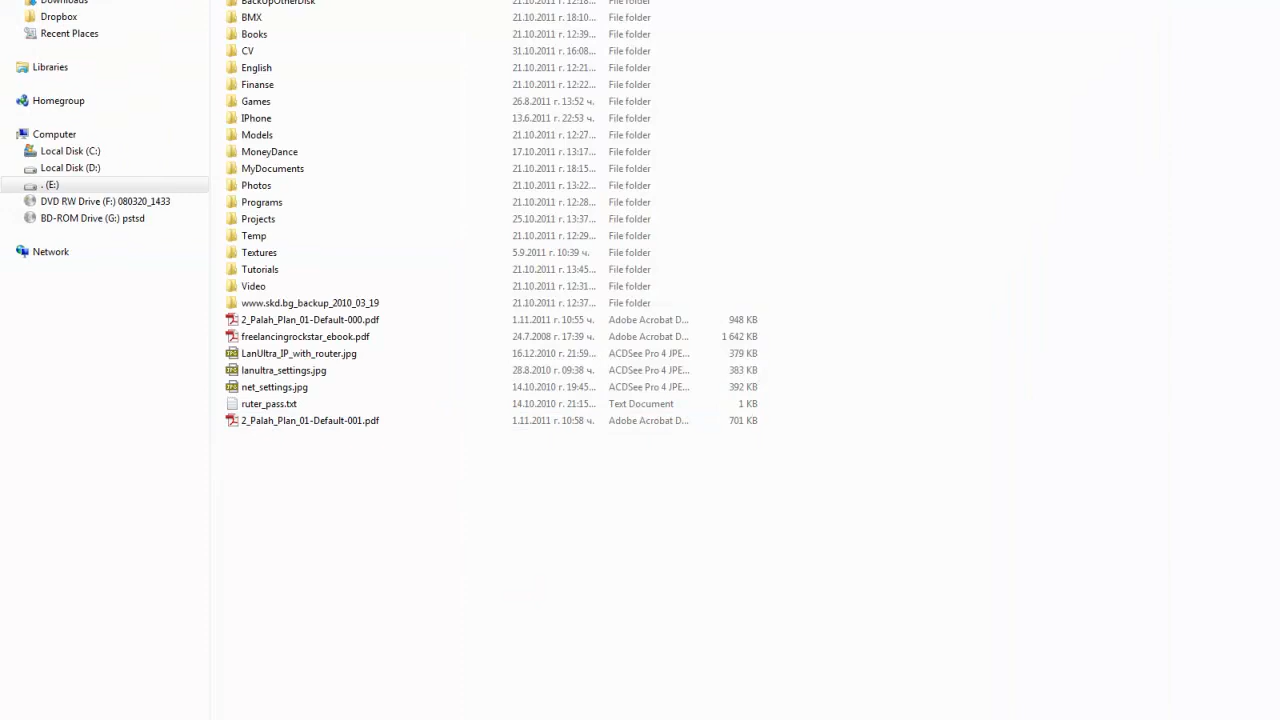 Downloads
Dropbox
Recent Places
Libraries
Homegroup
Computer
Local Disk (C:)
Local Disk (D:)
. (E:)
DVD RW Drive (F:) 080320_1433
BD-ROM Drive (G:) pstsd
Network
BackUpOtherDisk 21.10.2011 г. 12:18... File folder
BMX 21.10.2011 г. 18:10... File folder
Books 21.10.2011 г. 12:39... File folder
CV 31.10.2011 г. 16:08... File folder
English 21.10.2011 г. 12:21... File folder
Finanse 21.10.2011 г. 12:22... File folder
Games 26.8.2011 г. 13:52 ч. File folder
IPhone 13.6.2011 г. 22:53 ч. File folder
Models 21.10.2011 г. 12:27... File folder
MoneyDance 17.10.2011 г. 13:17... File folder
MyDocuments 21.10.2011 г. 18:15... File folder
Photos 21.10.2011 г. 13:22... File folder
Programs 21.10.2011 г. 12:28... File folder
Projects 25.10.2011 г. 13:37... File folder
Temp 21.10.2011 г. 12:29... File folder
Textures 5.9.2011 г. 10:39 ч. File folder
Tutorials 21.10.2011 г. 13:45... File folder
Video 21.10.2011 г. 12:31... File folder
www.skd.bg_backup_2010_03_19 21.10.2011 г. 12:37... File folder
2_Palah_Plan_01-Default-000.pdf 1.11.2011 г. 10:55 ч. Adobe Acrobat D... 948 KB
freelancingrockstar_ebook.pdf 24.7.2008 г. 17:39 ч. Adobe Acrobat D... 1 642 KB
LanUltra_IP_with_router.jpg 16.12.2010 г. 21:59... ACDSee Pro 4 JPE... 379 KB
lanultra_settings.jpg 28.8.2010 г. 09:38 ч. ACDSee Pro 4 JPE... 383 KB
net_settings.jpg 14.10.2010 г. 19:45... ACDSee Pro 4 JPE... 392 KB
ruter_pass.txt 14.10.2010 г. 21:15... Text Document 1 KB
2_Palah_Plan_01-Default-001.pdf 1.11.2011 г. 10:58 ч. Adobe Acrobat D... 701 KB